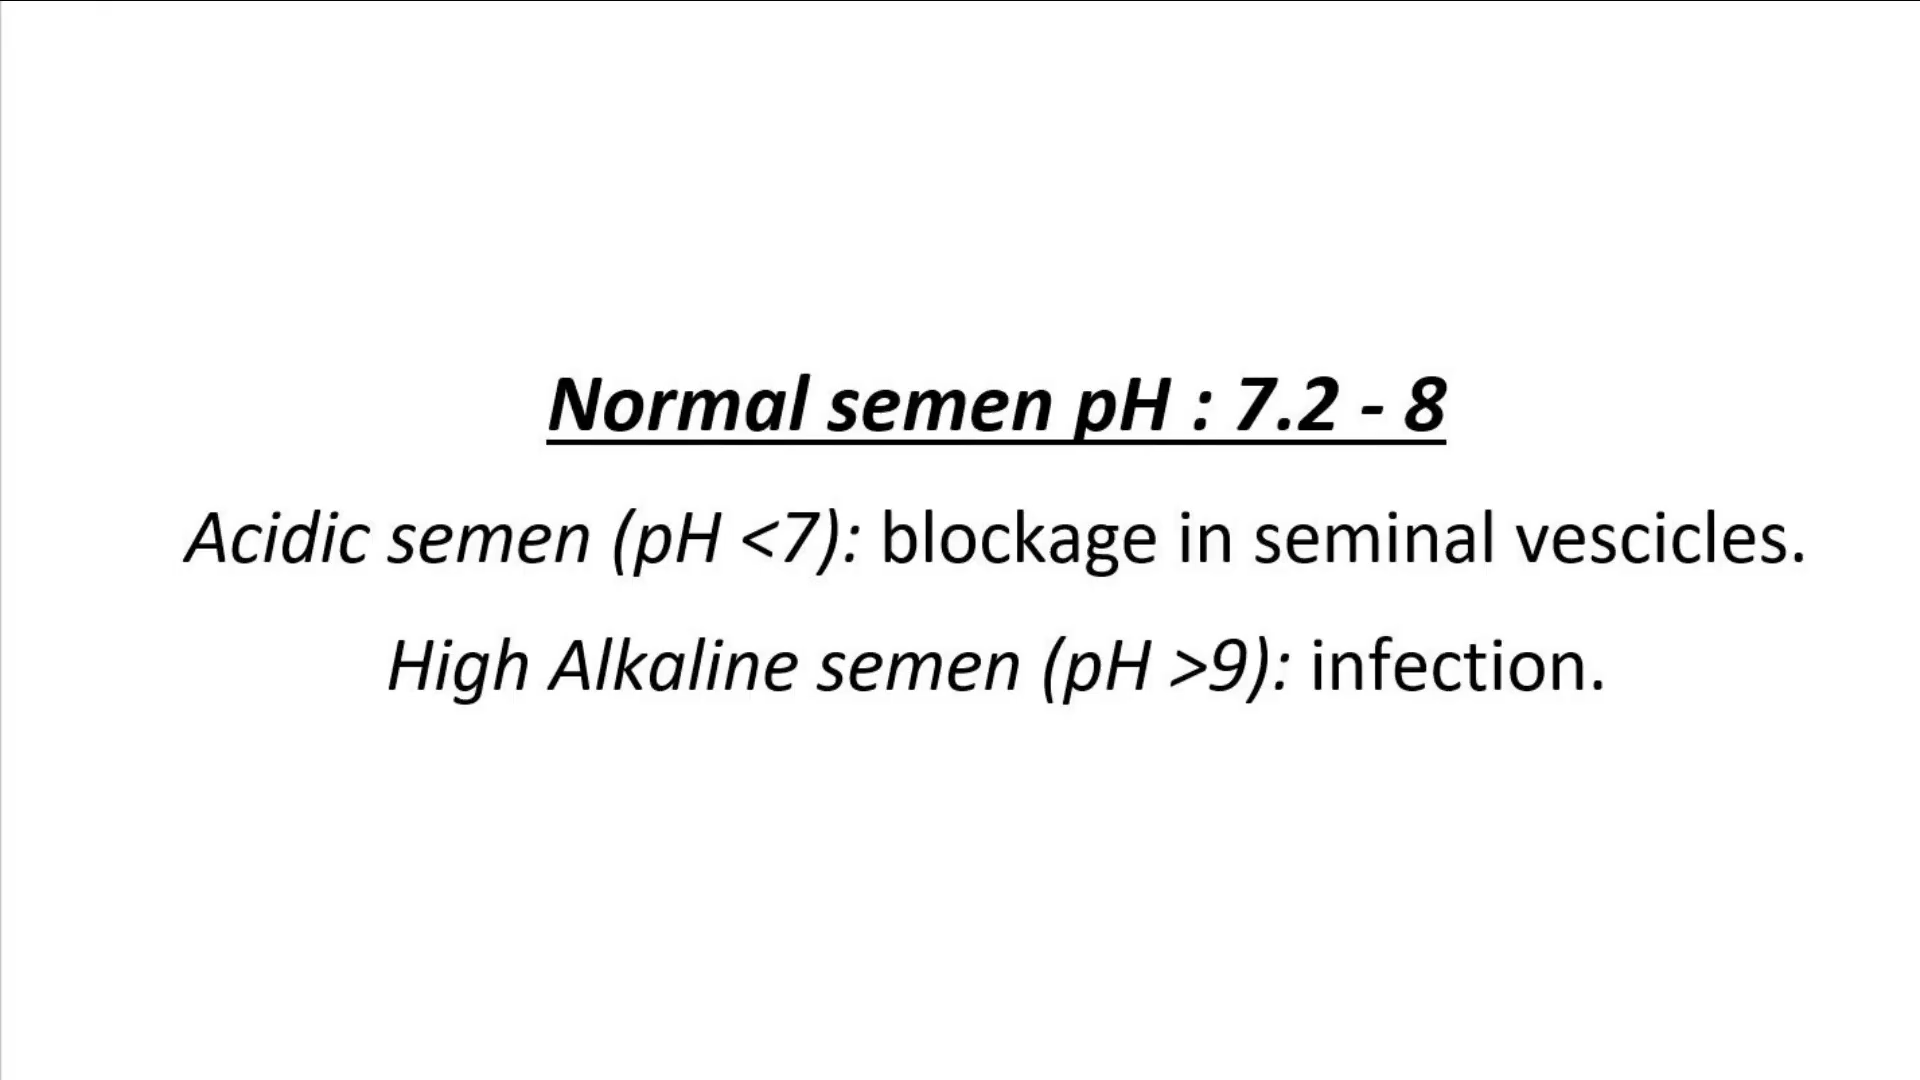 Normal semen pH : 7.2 - 8
Acidic semen (pH <7): blockage in seminal vescicles.
High Alkaline semen (pH >9): infection.